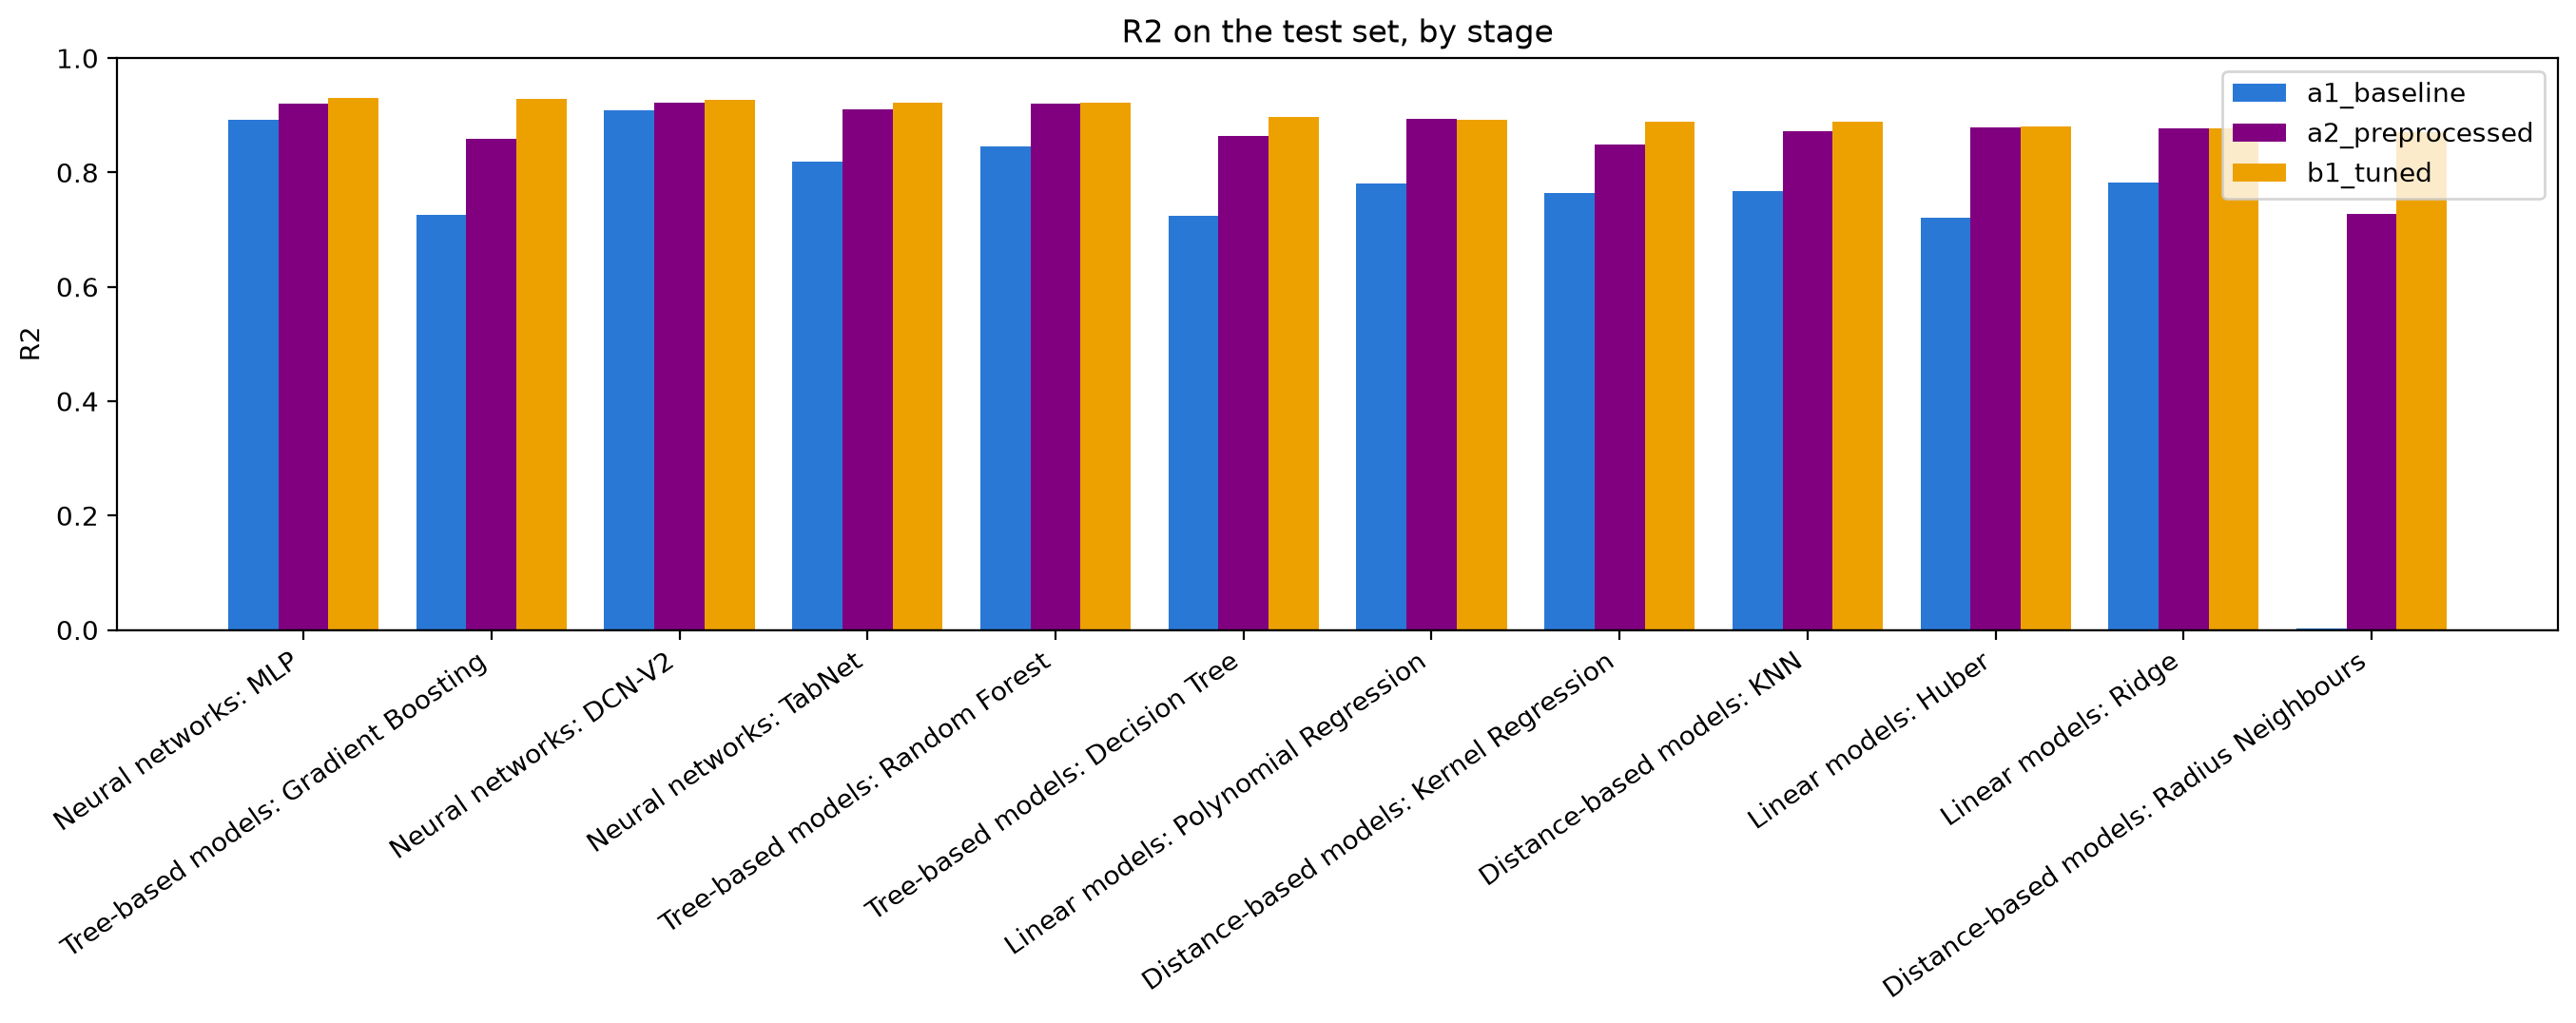 R2 on the test set, by stage
1.0
0.8
0.6
0.4
0.2
0.0
R2
a1_baseline
a2_preprocessed
b1_tuned
Neural networks: MLP
Tree-based models: Gradient Boosting
Neural networks: DCN-V2
Neural networks: TabNet
Tree-based models: Random Forest
Tree-based models: Decision Tree
Linear models: Polynomial Regression
Distance-based models: Kernel Regression
Distance-based models: KNN
Linear models: Huber
Linear models: Ridge
Distance-based models: Radius Neighbours